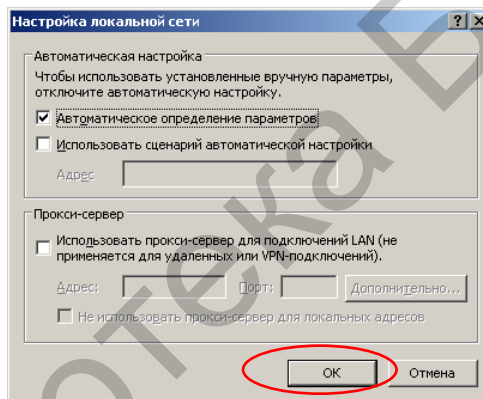 Настройка локальной сети
Автоматическая настройка
Чтобы использовать установленные вручную параметры,
отключите автоматическую настройку.
Автоматическое определение параметров
Использовать сценарий автоматической настройки
Адрес
Прокси-сервер
Использовать прокси-сервер для подключений LAN (не
применяется для удаленных или VPN-подключений).
Адрес: Порт: Дополнительно...
Не использовать прокси-сервер для локальных адресов
ОК Отмена
отека Б